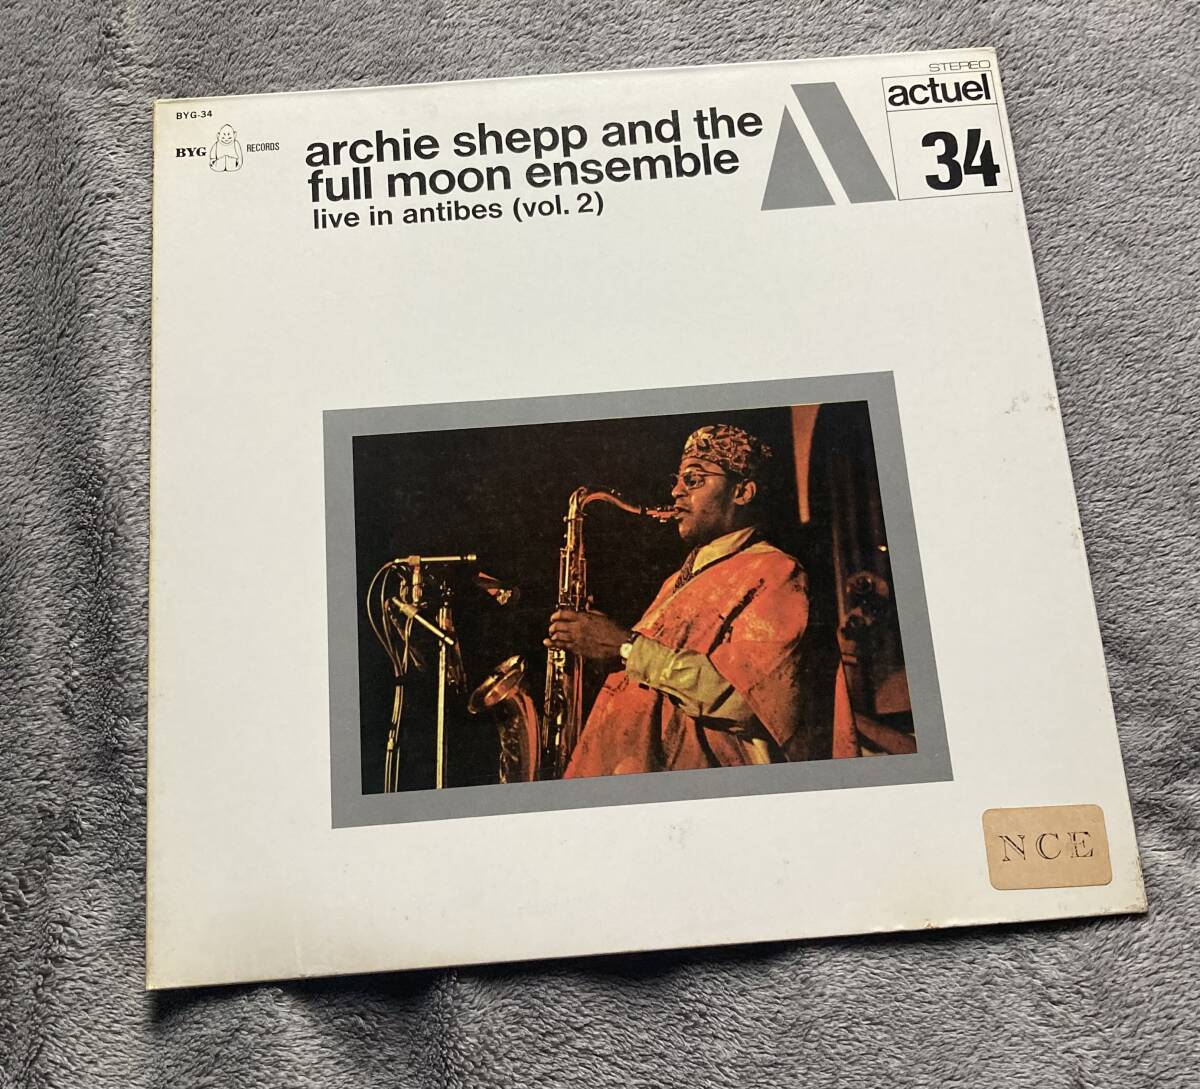 BYG-34
BYG RECORDS
archie shepp and the
full moon ensemble
live in antibes (vol. 2)
STEREO
actuel
34
NCE